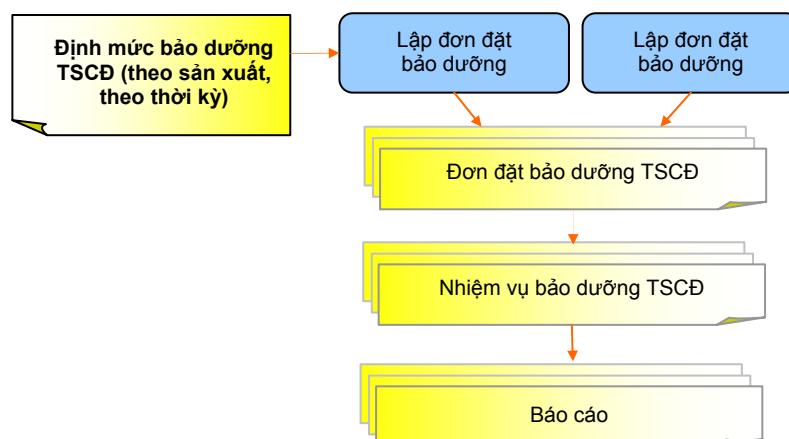 Định mức bảo dưỡng
TSCĐ (theo sản xuất,
theo thời kỳ)
Lập đơn đặt
bảo dưỡng
Lập đơn đặt
bảo dưỡng
Đơn đặt bảo dưỡng TSCĐ
Nhiệm vụ bảo dưỡng TSCĐ
Báo cáo